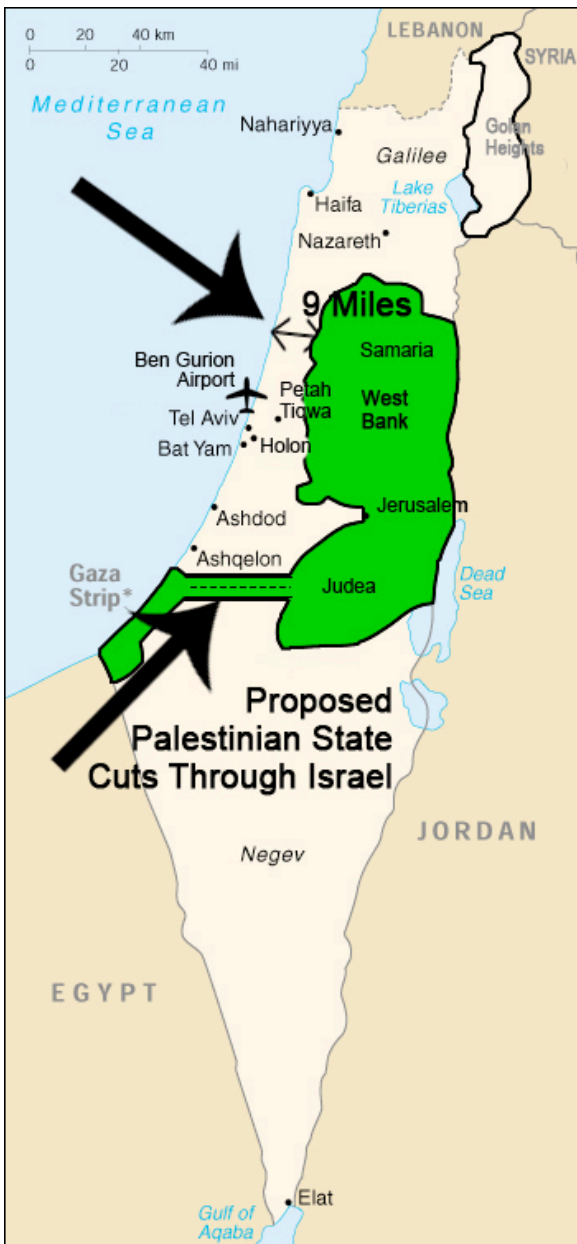 LEBANON
0 20 40 km
0 20 40 mi
SYRIA
Mediterranean
Sea
Nahariyya
Galilee
Golan
Heights
Lake
Tiberias
Haifa
Nazareth
9 Miles
Samaria
Ben Gurion
Airport
Petah
Tiqwa
West
Bank
Tel Aviv
Bat Yam
Holon
Jerusalem
Ashdod
Ashqelon
Gaza
Strip*
Judea
Dead
Sea
Proposed
Palestinian State
Cuts Through Israel
JORDAN
Negev
EGYPT
Elat
Gulf of
Aqaba